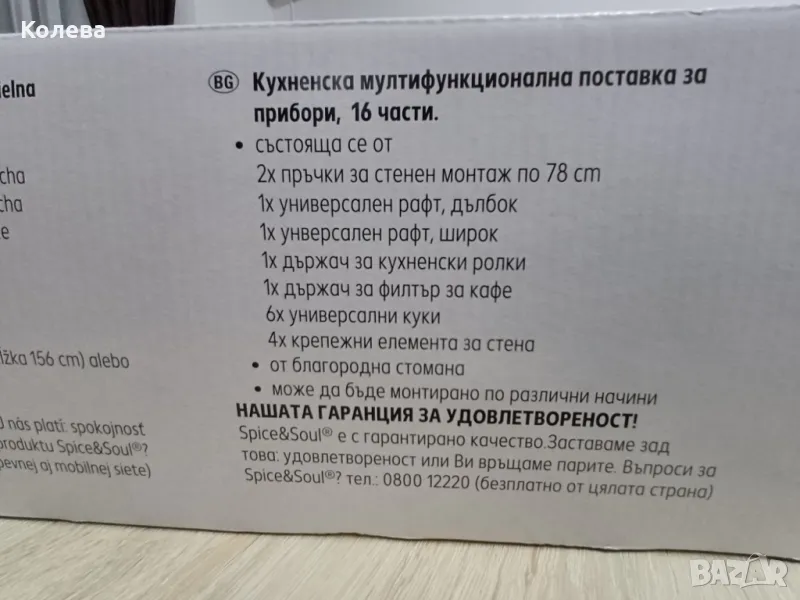 Колева
ielna
cha
cha
e
lžka 156 cm) alebo
J nás platí: spokojnosť
produktu Spice&Soul®?
pevnej aj mobilnej siete)
BG Кухненска мултифункционална поставка за
прибори, 16 части.
• състояща се от
2x пръчки за стенен монтаж по 78 cm
1x универсален рафт, дълбок
1x унверсален рафт, широк
1x държач за кухненски ролки
1x държач за филтър за кафе
6x универсални куки
4x крепежни елемента за стена
• от благородна стомана
• може да бъде монтирано по различни начини
НАШАТА ГАРАНЦИЯ ЗА УДОВЛЕТВОРЕНОСТ!
Spice&Soul® е с гарантирано качество.Заставаме зад
това: удовлетвореност или Ви връщаме парите. Въпроси за
Spice&Soul®? тел.: 0800 12220 (безплатно от цялата страна)
BAZAR